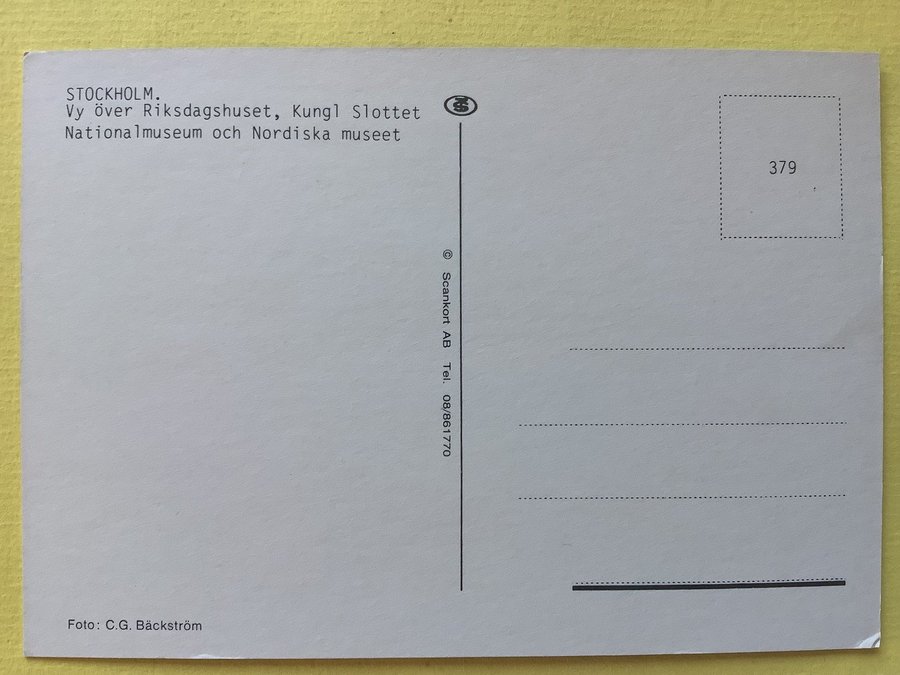 STOCKHOLM.
Vy över Riksdagshuset, Kungl Slottet
Nationalmuseum och Nordiska museet
© Scankort AB Tel. 08/861770
379
Foto: C.G. Bäckström